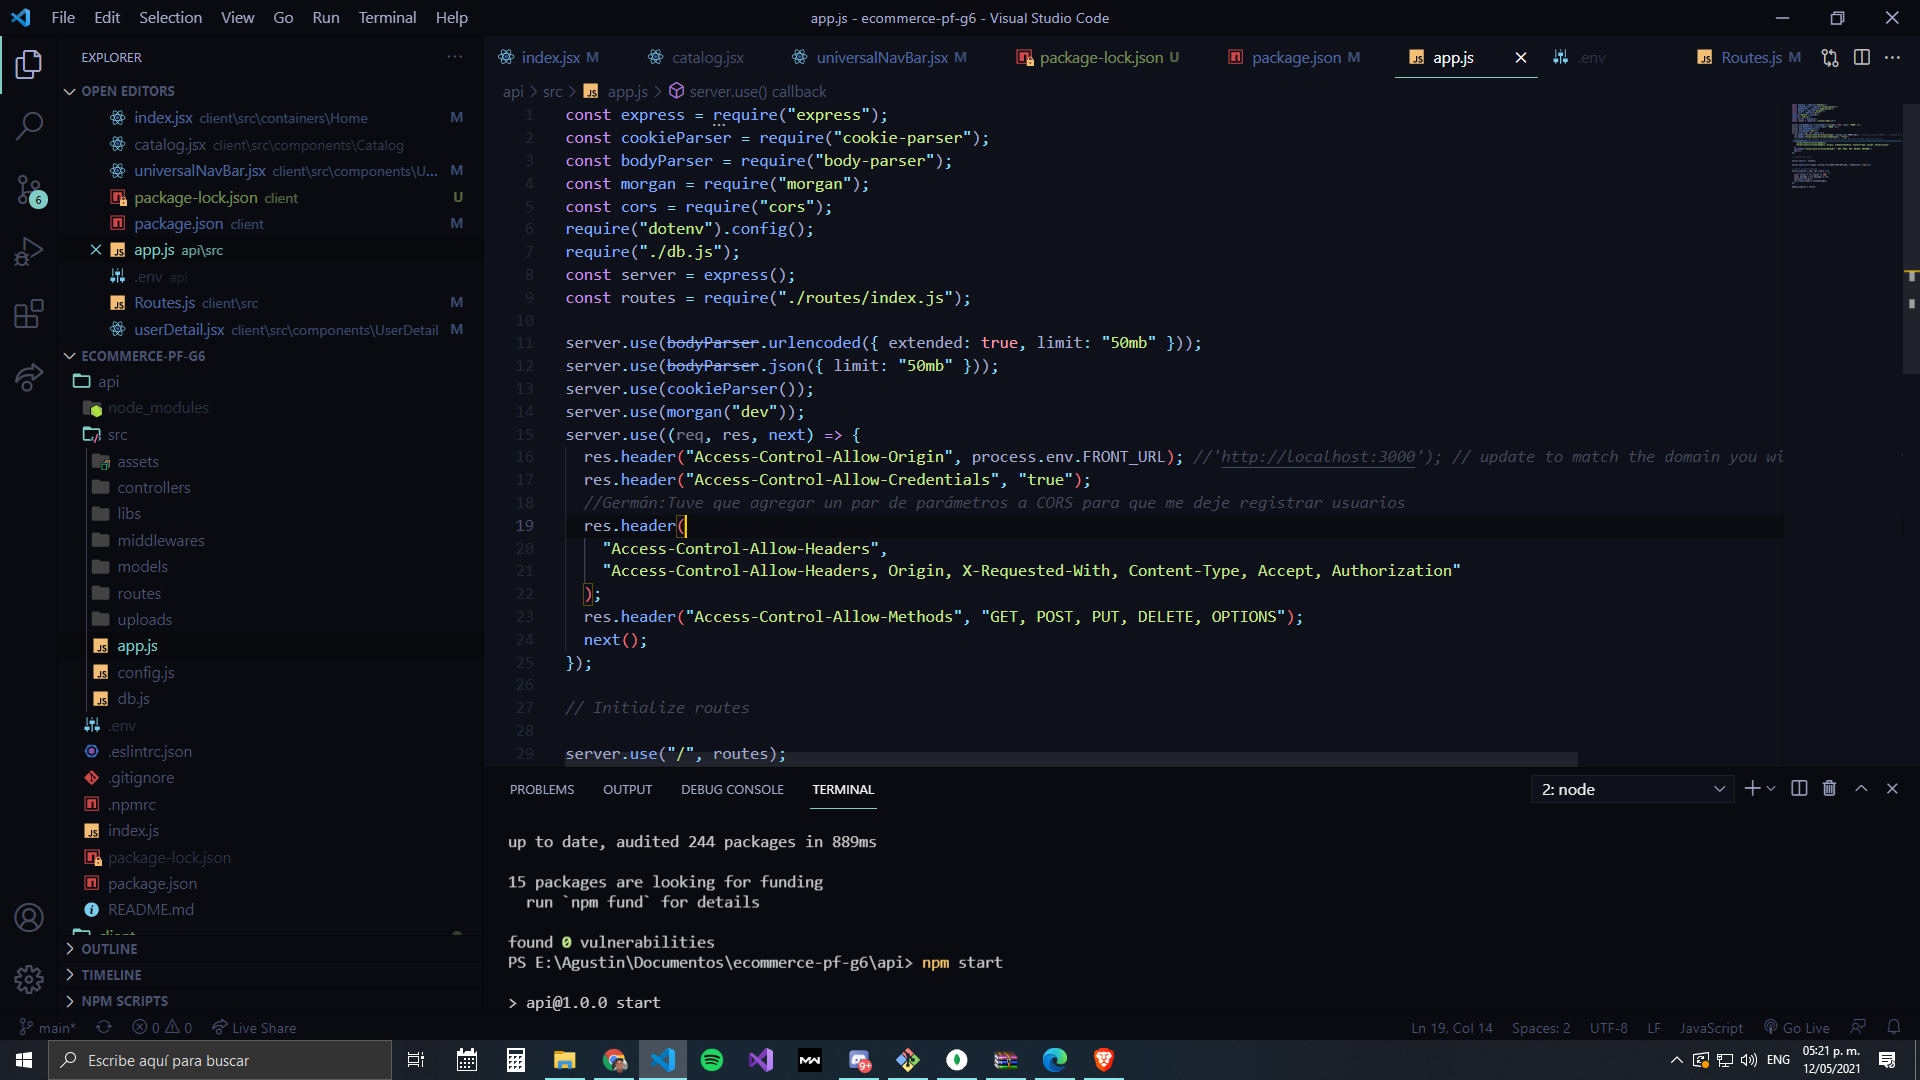 File Edit Selection View Go Run Terminal Help
app.js - ecommerce-pf-g6 - Visual Studio Code
EXPLORER
OPEN EDITORS
index.jsx client\src\containers\Home M
catalog.jsx client\src\components\Catalog
universalNavBar.jsx client\src\components\U... M
package-lock.json client U
package.json client M
app.js api\src
.env api
Routes.js client\src M
userDetail.jsx client\src\components\UserDetail M
ECOMMERCE-PF-G6
api
node_modules
src
assets
controllers
libs
middlewares
models
routes
uploads
app.js
config.js
db.js
.env
.eslintrc.json
.gitignore
.npmrc
index.js
package-lock.json
package.json
README.md
client
OUTLINE
TIMELINE
NPM SCRIPTS
6
index.jsx M catalog.jsx universalNavBar.jsx M package-lock.json U package.json M app.js .env Routes.js M
api > src > app.js > server.use() callback
1 const express = require("express");
2 const cookieParser = require("cookie-parser");
3 const bodyParser = require("body-parser");
4 const morgan = require("morgan");
5 const cors = require("cors");
6 require("dotenv").config();
7 require("./db.js");
8 const server = express();
9 const routes = require("./routes/index.js");
10
11 server.use(bodyParser.urlencoded({ extended: true, limit: "50mb" }));
12 server.use(bodyParser.json({ limit: "50mb" }));
13 server.use(cookieParser());
14 server.use(morgan("dev"));
15 server.use((req, res, next) => {
16 res.header("Access-Control-Allow-Origin", process.env.FRONT_URL); //'http://localhost:3000'); // update to match the domain you wi
17 res.header("Access-Control-Allow-Credentials", "true");
18 //Germán:Tuve que agregar un par de parámetros a CORS para que me deje registrar usuarios
19 res.header(
20 "Access-Control-Allow-Headers",
21 "Access-Control-Allow-Headers, Origin, X-Requested-With, Content-Type, Accept, Authorization"
22 );
23 res.header("Access-Control-Allow-Methods", "GET, POST, PUT, DELETE, OPTIONS");
24 next();
25 });
26
27 // Initialize routes
28
29 server.use("/", routes);
PROBLEMS OUTPUT DEBUG CONSOLE TERMINAL
2: node
up to date, audited 244 packages in 889ms
15 packages are looking for funding
run `npm fund` for details
found 0 vulnerabilities
PS E:\Agustin\Documentos\ecommerce-pf-g6\api> npm start
> api@1.0.0 start
main* 0 0 Live Share
Ln 19, Col 14 Spaces: 2 UTF-8 LF JavaScript Go Live
Escribe aquí para buscar
MW
9+
ENG
05:21 p. m.
12/05/2021